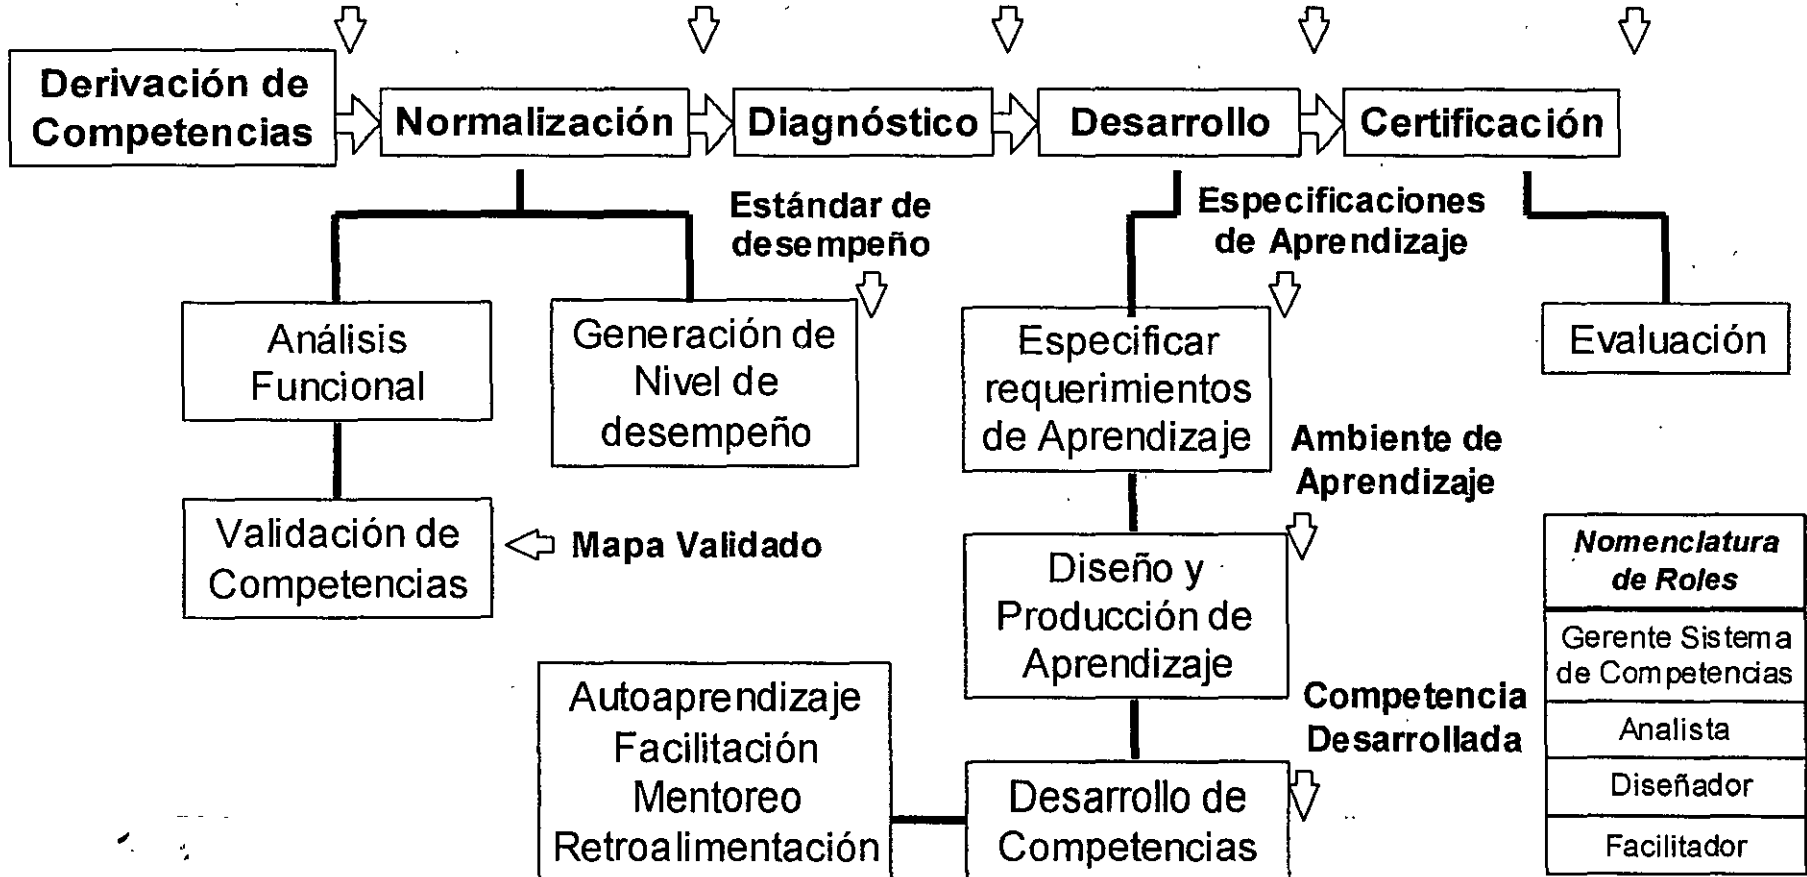 Derivación de
Competencias
Normalización
Diagnóstico
Desarrollo
Certificación
Estándar de
desempeño
Especificaciones
de Aprendizaje
Análisis
Funcional
Generación de
Nivel de
desempeño
Especificar
requerimientos
de Aprendizaje
Evaluación
Ambiente de
Aprendizaje
Validación de
Competencias
Mapa Validado
Diseño y
Producción de
Aprendizaje
Nomenclatura
de Roles
Gerente Sistema
de Competencias
Analista
Diseñador
Facilitador
Autoaprendizaje
Facilitación
Mentoreo
Retroalimentación
Competencia
Desarrollada
Desarrollo de
Competencias